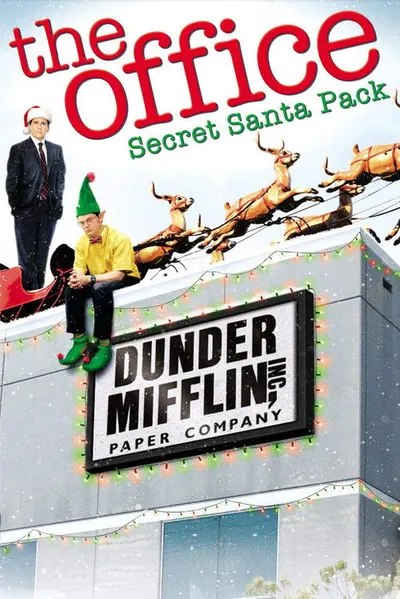 the
office
Secret Santa Pack
DUNDER
MIFFLIN INC.
PAPER COMPANY